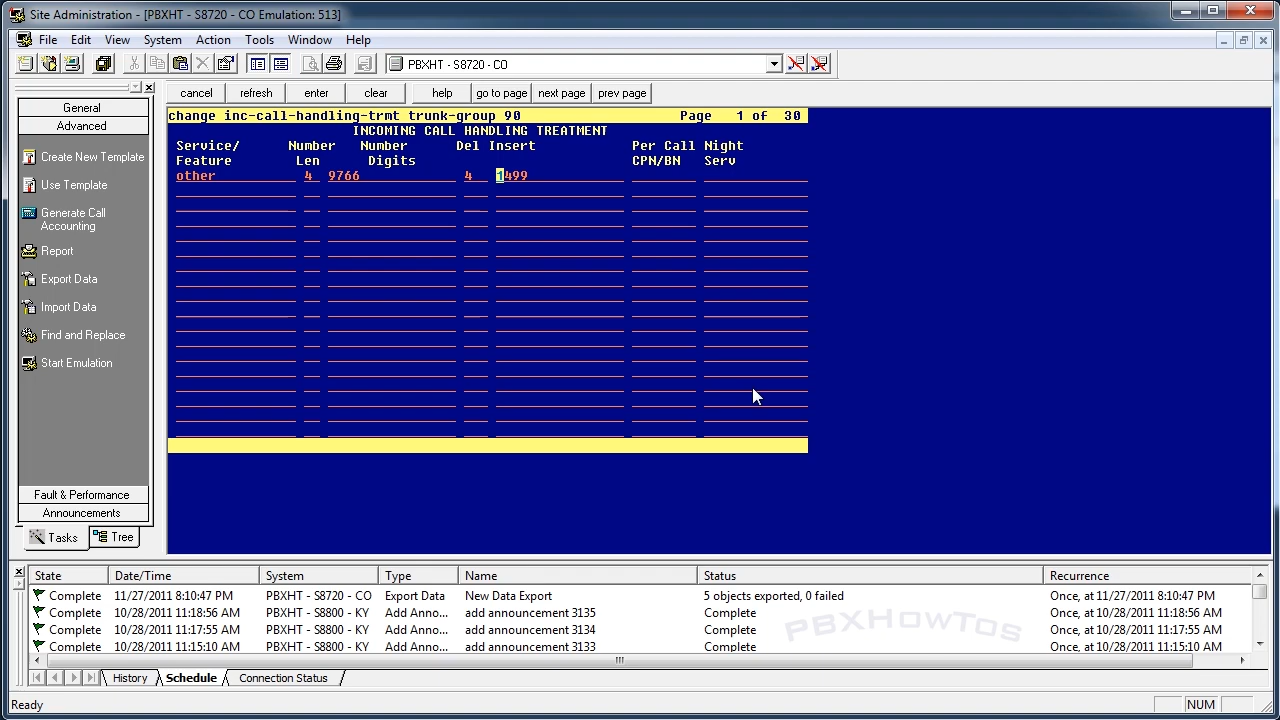 Site Administration - [PBXHT - S8720 - CO Emulation: 513]
File Edit View System Action Tools Window Help
PBXHT - S8720 - CO
cancel refresh enter clear help go to page next page prev page
General
Advanced
Create New Template
Use Template
Generate Call
Accounting
Report
Export Data
Import Data
Find and Replace
Start Emulation
Fault & Performance
Announcements
Tasks Tree
change inc-call-handling-trmt trunk-group 90 Page 1 of 30
INCOMING CALL HANDLING TREATMENT
Service/ Number Number Del Insert Per Call Night
Feature Len Digits CPN/BN Serv
other 4 9766 4 1499
State Date/Time System Type Name Status Recurrence
Complete 11/27/2011 8:10:47 PM PBXHT - S8720 - CO Export Data New Data Export 5 objects exported, 0 failed Once, at 11/27/2011 8:10:47 PM
Complete 10/28/2011 11:18:56 AM PBXHT - S8800 - KY Add Anno... add announcement 3135 Complete Once, at 10/28/2011 11:18:56 AM
Complete 10/28/2011 11:17:55 AM PBXHT - S8800 - KY Add Anno... add announcement 3134 Complete Once, at 10/28/2011 11:17:55 AM
Complete 10/28/2011 11:15:10 AM PBXHT - S8800 - KY Add Anno... add announcement 3133 Complete Once, at 10/28/2011 11:15:10 AM
PBXHowTos
History Schedule Connection Status
Ready NUM